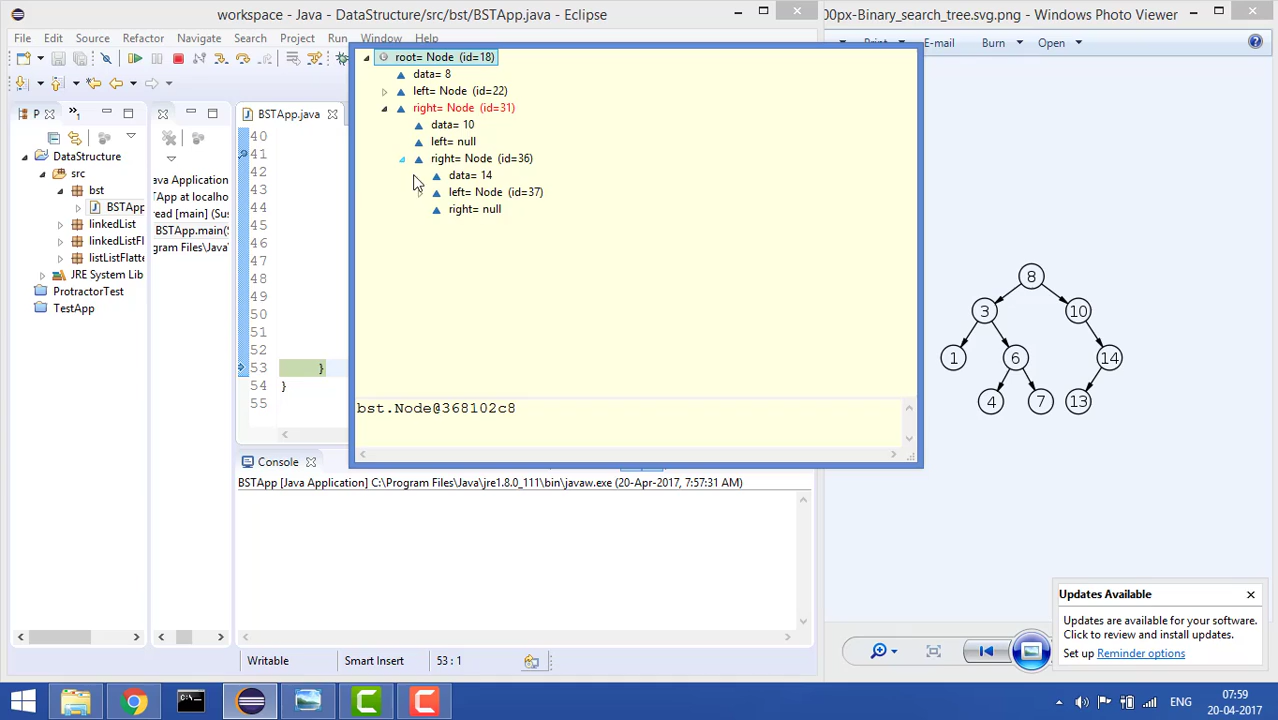 workspace - Java - DataStructure/src/bst/BSTApp.java - Eclipse
00px-Binary_search_tree.svg.png - Windows Photo Viewer
File Edit Source Refactor Navigate Search Project Run Window Help
Print E-mail Burn Open
P
BSTApp.java
DataStructure
src
bst
BSTApp
linkedList
linkedListFl
listListFlatte
JRE System Lib
ProtractorTest
TestApp
ava Application]
TApp at localho
read [main] (Sus
BSTApp.main(S
gram Files\Java
40
41
42
43
44
45
46
47
48
49
50
51
52
53 }
54 }
55
root= Node (id=18)
data= 8
left= Node (id=22)
right= Node (id=31)
data= 10
left= null
right= Node (id=36)
data= 14
left= Node (id=37)
right= null
bst.Node@368102c8
8
3 10
1 6 14
4 7 13
Console
BSTApp [Java Application] C:\Program Files\Java\jre1.8.0_111\bin\javaw.exe (20-Apr-2017, 7:57:31 AM)
Writable Smart Insert 53 : 1
Updates Available
Updates are available for your software.
Click to review and install updates.
Set up Reminder options
ENG
07:59
20-04-2017